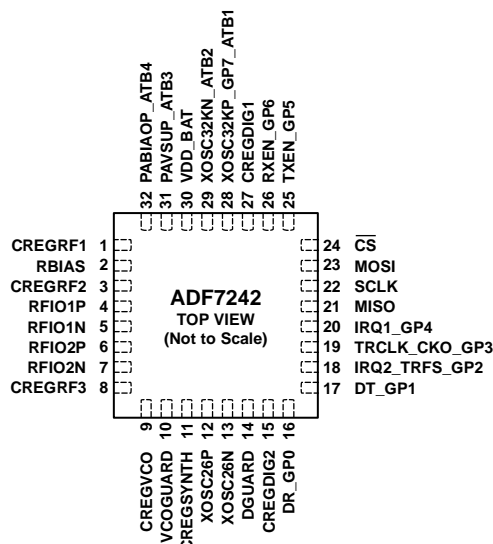 PABIAOP_ATB4
PAVSUP_ATB3
VDD_BAT
XOSC32KN_ATB2
XOSC32KP_GP7_ATB1
CREGDIG1
RXEN_GP6
TXEN_GP5
32
31
30
29
28
27
26
25
CREGRF1 1
RBIAS 2
CREGRF2 3
RFIO1P 4
RFIO1N 5
RFIO2P 6
RFIO2N 7
CREGRF3 8
ADF7242
TOP VIEW
(Not to Scale)
24 CS
23 MOSI
22 SCLK
21 MISO
20 IRQ1_GP4
19 TRCLK_CKO_GP3
18 IRQ2_TRFS_GP2
17 DT_GP1
9
10
11
12
13
14
15
16
CREGVCO
VCOGUARD
CREGSYNTH
XOSC26P
XOSC26N
DGUARD
CREGDIG2
DR_GP0